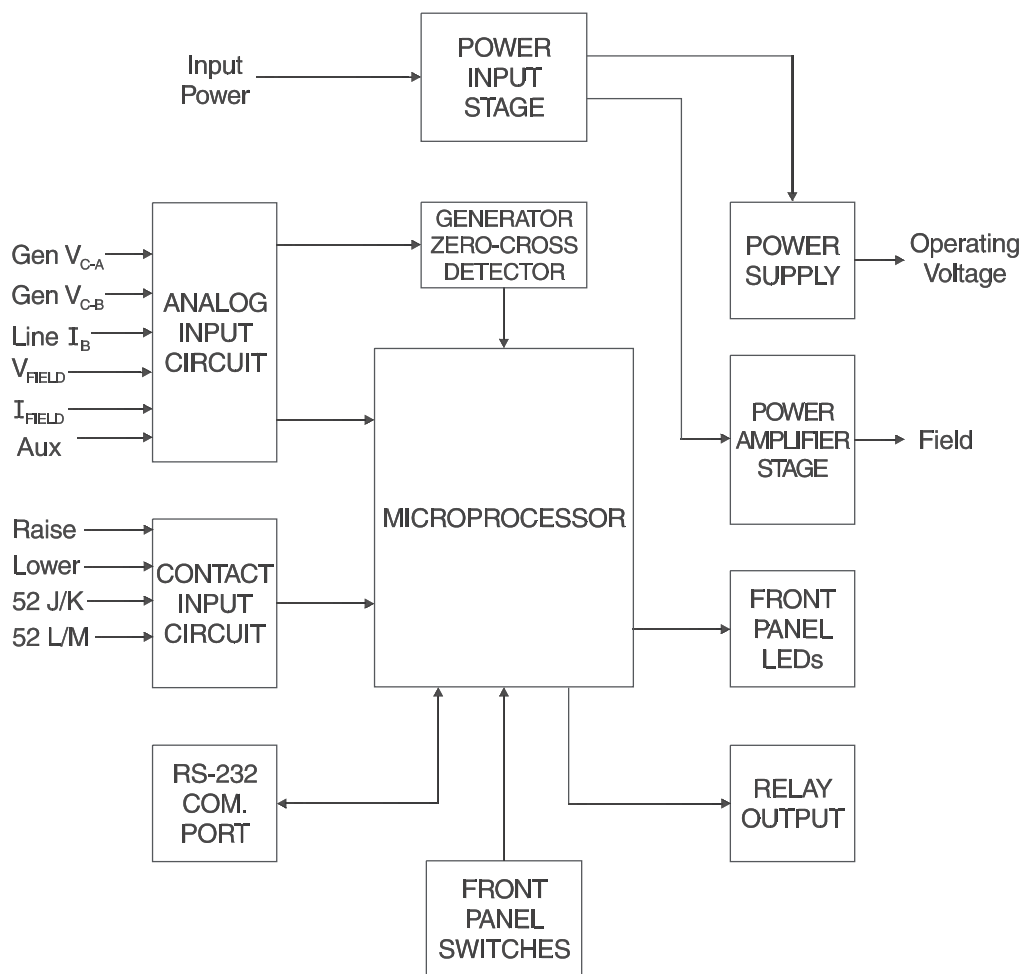 Input
Power
POWER
INPUT
STAGE
GENERATOR
ZERO-CROSS
DETECTOR
POWER
SUPPLY
Operating
Voltage
Gen VC-A
Gen VC-B
Line IB
VFIELD
IFIELD
Aux
ANALOG
INPUT
CIRCUIT
MICROPROCESSOR
POWER
AMPLIFIER
STAGE
Field
Raise
Lower
52 J/K
52 L/M
CONTACT
INPUT
CIRCUIT
FRONT
PANEL
LEDs
RS-232
COM.
PORT
FRONT
PANEL
SWITCHES
RELAY
OUTPUT